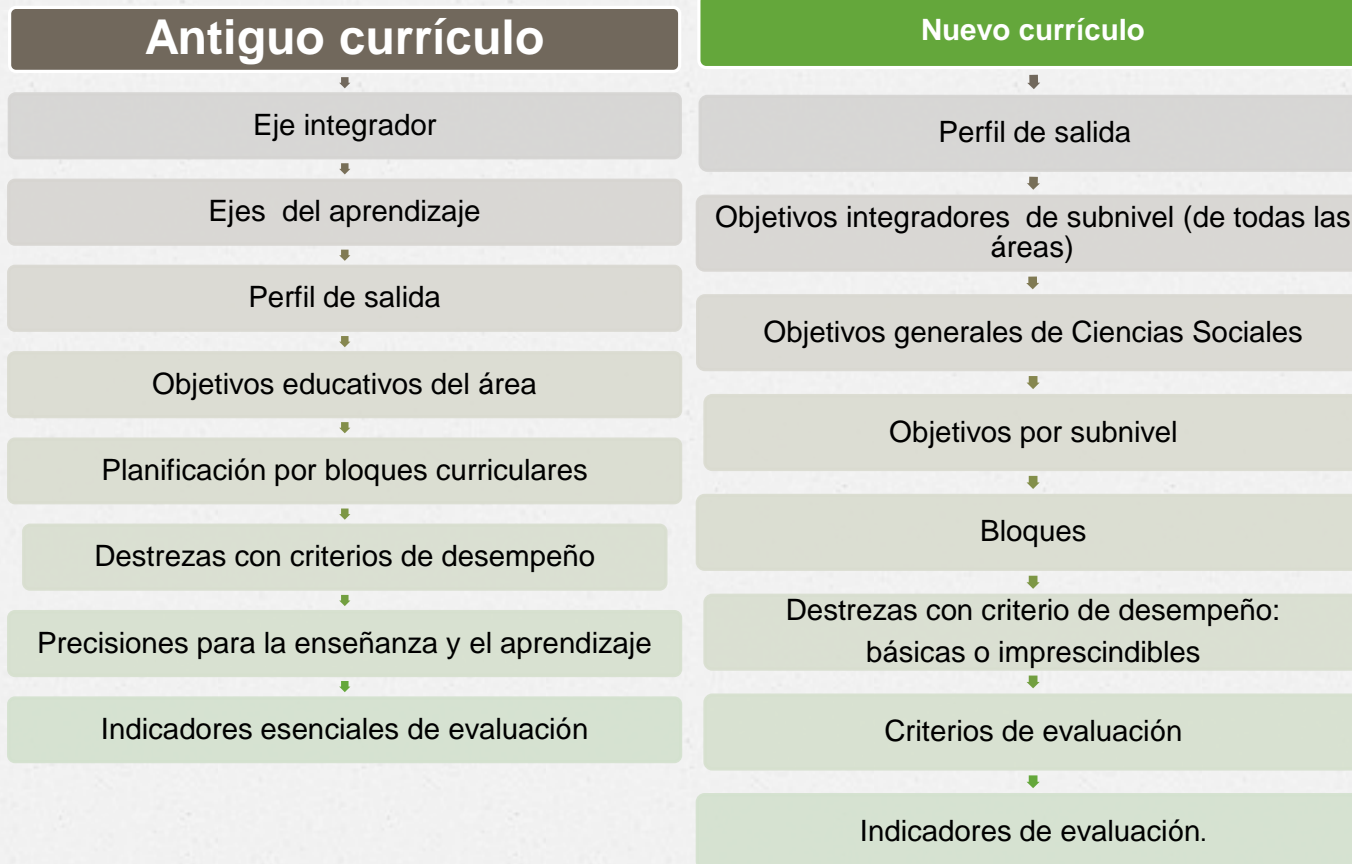 Antiguo currículo
Eje integrador
Ejes del aprendizaje
Perfil de salida
Objetivos educativos del área
Planificación por bloques curriculares
Destrezas con criterios de desempeño
Precisiones para la enseñanza y el aprendizaje
Indicadores esenciales de evaluación
Nuevo currículo
Perfil de salida
Objetivos integradores de subnivel (de todas las
áreas)
Objetivos generales de Ciencias Sociales
Objetivos por subnivel
Bloques
Destrezas con criterio de desempeño:
básicas o imprescindibles
Criterios de evaluación
Indicadores de evaluación.